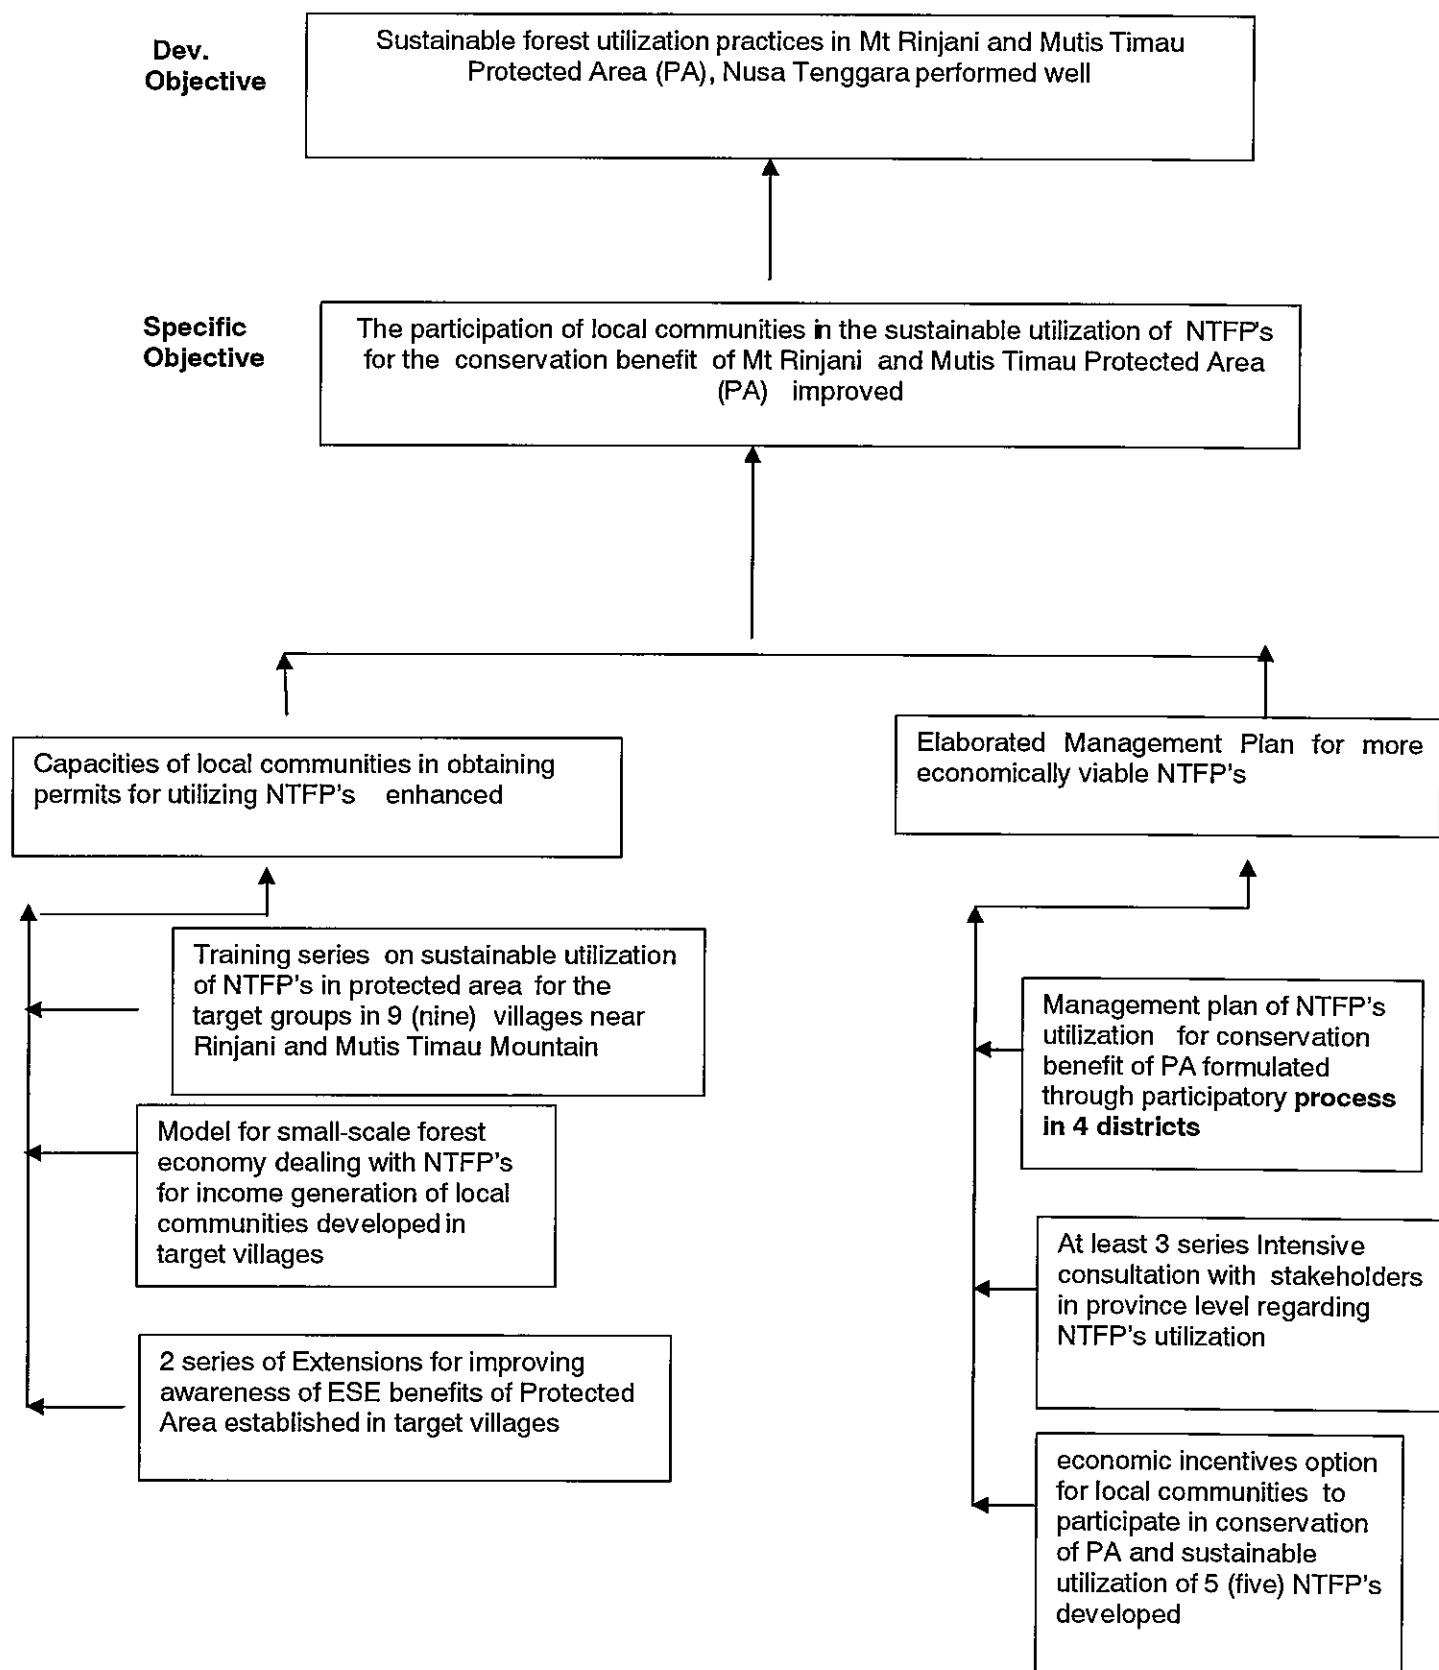 Dev.
Objective
Sustainable forest utilization practices in Mt Rinjani and Mutis Timau
Protected Area (PA), Nusa Tenggara performed well
Specific
Objective
The participation of local communities in the sustainable utilization of NTFP's
for the conservation benefit of Mt Rinjani and Mutis Timau Protected Area
(PA) improved
Capacities of local communities in obtaining
permits for utilizing NTFP's enhanced
Training series on sustainable utilization
of NTFP's in protected area for the
target groups in 9 (nine) villages near
Rinjani and Mutis Timau Mountain
Model for small-scale forest
economy dealing with NTFP's
for income generation of local
communities developed in
target villages
2 series of Extensions for improving
awareness of ESE benefits of Protected
Area established in target villages
Elaborated Management Plan for more
economically viable NTFP's
Management plan of NTFP's
utilization for conservation
benefit of PA formulated
through participatory process
in 4 districts
At least 3 series Intensive
consultation with stakeholders
in province level regarding
NTFP's utilization
economic incentives option
for local communities to
participate in conservation
of PA and sustainable
utilization of 5 (five) NTFP's
developed